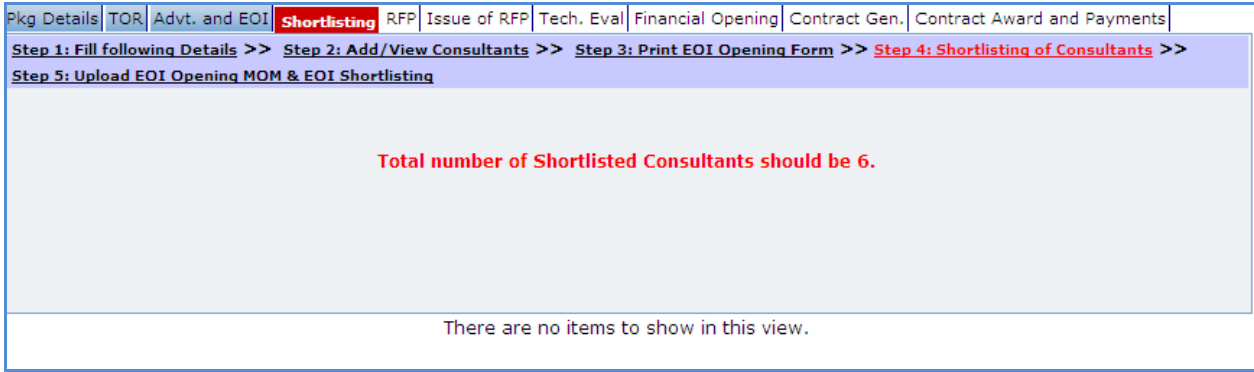 Pkg Details TOR Advt. and EOI Shortlisting RFP Issue of RFP Tech. Eval Financial Opening Contract Gen. Contract Award and Payments
Step 1: Fill following Details >> Step 2: Add/View Consultants >> Step 3: Print EOI Opening Form >> Step 4: Shortlisting of Consultants >>
Step 5: Upload EOI Opening MOM & EOI Shortlisting
Total number of Shortlisted Consultants should be 6.
There are no items to show in this view.